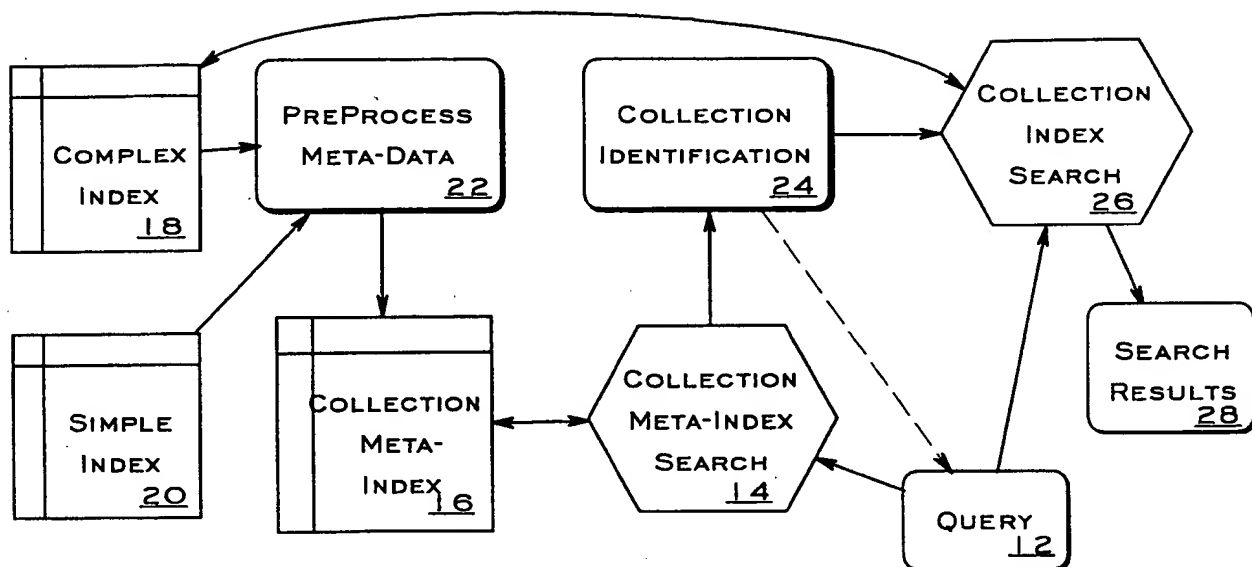 COMPLEX
INDEX
18
PREPROCESS
META-DATA
22
COLLECTION
IDENTIFICATION
24
COLLECTION
INDEX
SEARCH
26
SIMPLE
INDEX
20
COLLECTION
META-
INDEX
16
COLLECTION
META-INDEX
SEARCH
14
QUERY
12
SEARCH
RESULTS
28